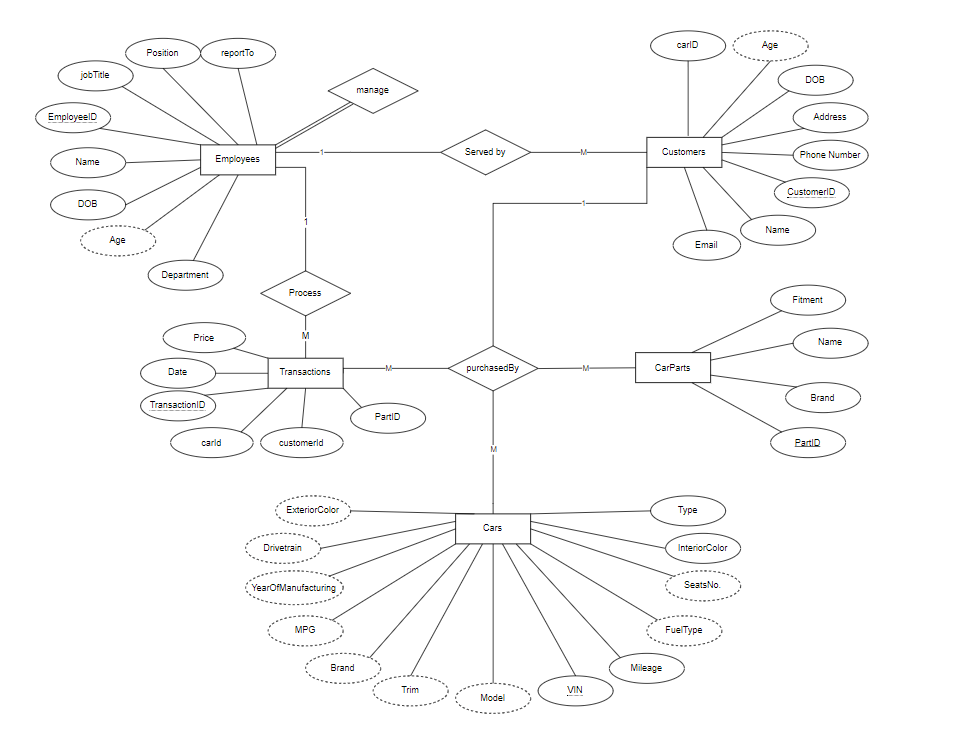 carID
Age
Position
reportTo
jobTitle
DOB
manage
EmployeeID
Address
Employees
1
Served by
M
Customers
Phone Number
Name
CustomerID
DOB
1
1
Name
Age
Email
Department
Process
Fitment
Price
M
Name
Date
Transactions
M
purchasedBy
M
CarParts
TransactionID
Brand
PartID
carId
customerId
PartID
M
ExteriorColor
Type
Cars
Drivetrain
InteriorColor
YearOfManufacturing
SeatsNo.
MPG
FuelType
Brand
Mileage
Trim
VIN
Model